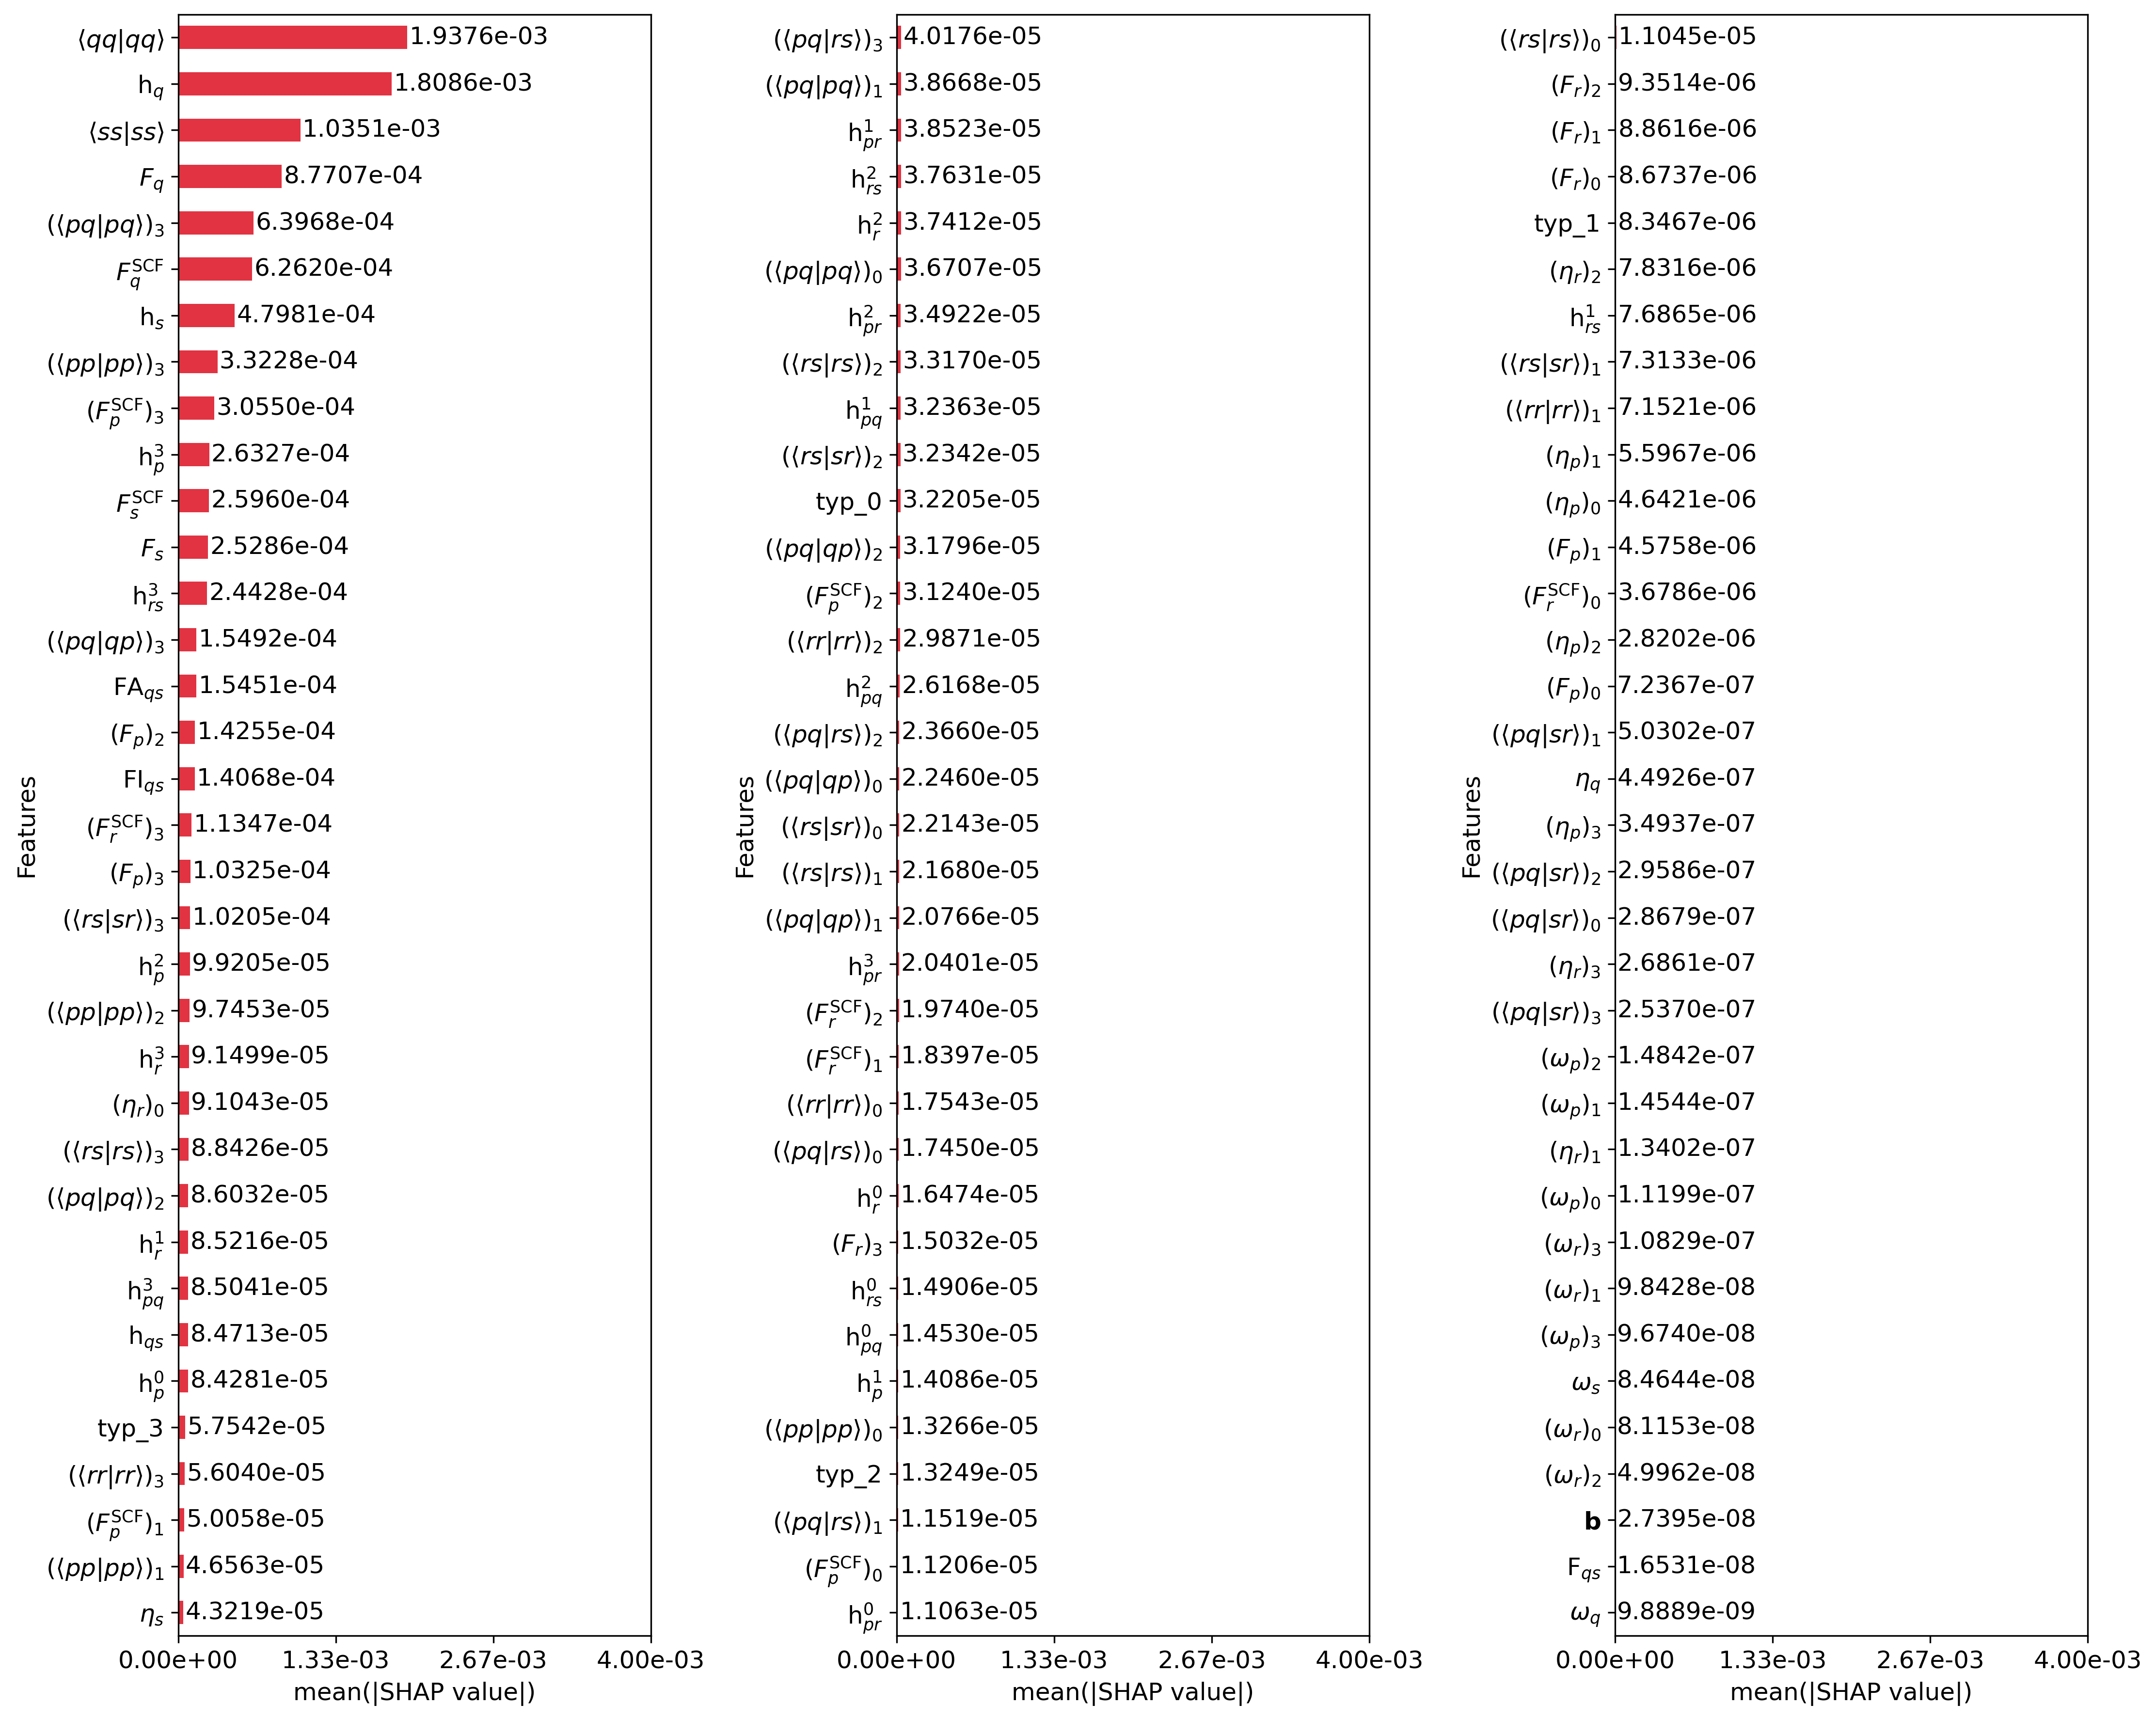 ⟨qq|qq⟩ 1.9376e-03
h_q 1.8086e-03
⟨ss|ss⟩ 1.0351e-03
F_q 8.7707e-04
(⟨pq|pq⟩)_3 6.3968e-04
F_q^SCF 6.2620e-04
h_s 4.7981e-04
(⟨pp|pp⟩)_3 3.3228e-04
(F_p^SCF)_3 3.0550e-04
h_p^3 2.6327e-04
F_s^SCF 2.5960e-04
F_s 2.5286e-04
h_rs^3 2.4428e-04
(⟨pq|qp⟩)_3 1.5492e-04
FA_qs 1.5451e-04
(F_p)_2 1.4255e-04
FI_qs 1.4068e-04
(F_r^SCF)_3 1.1347e-04
(F_p)_3 1.0325e-04
(⟨rs|sr⟩)_3 1.0205e-04
h_p^2 9.9205e-05
(⟨pp|pp⟩)_2 9.7453e-05
h_r^3 9.1499e-05
(η_r)_0 9.1043e-05
(⟨rs|rs⟩)_3 8.8426e-05
(⟨pq|pq⟩)_2 8.6032e-05
h_r^1 8.5216e-05
h_pq^3 8.5041e-05
h_qs 8.4713e-05
h_p^0 8.4281e-05
typ_3 5.7542e-05
(⟨rr|rr⟩)_3 5.6040e-05
(F_p^SCF)_1 5.0058e-05
(⟨pp|pp⟩)_1 4.6563e-05
η_s 4.3219e-05
0.00e+00 1.33e-03 2.67e-03 4.00e-03
mean(|SHAP value|)
Features
(⟨pq|rs⟩)_3 4.0176e-05
(⟨pq|pq⟩)_1 3.8668e-05
h_pr^1 3.8523e-05
h_rs^2 3.7631e-05
h_r^2 3.7412e-05
(⟨pq|pq⟩)_0 3.6707e-05
h_pr^2 3.4922e-05
(⟨rs|rs⟩)_2 3.3170e-05
h_pq^1 3.2363e-05
(⟨rs|sr⟩)_2 3.2342e-05
typ_0 3.2205e-05
(⟨pq|qp⟩)_2 3.1796e-05
(F_p^SCF)_2 3.1240e-05
(⟨rr|rr⟩)_2 2.9871e-05
h_pq^2 2.6168e-05
(⟨pq|rs⟩)_2 2.3660e-05
(⟨pq|qp⟩)_0 2.2460e-05
(⟨rs|sr⟩)_0 2.2143e-05
(⟨rs|rs⟩)_1 2.1680e-05
(⟨pq|qp⟩)_1 2.0766e-05
h_pr^3 2.0401e-05
(F_r^SCF)_2 1.9740e-05
(F_r^SCF)_1 1.8397e-05
(⟨rr|rr⟩)_0 1.7543e-05
(⟨pq|rs⟩)_0 1.7450e-05
h_r^0 1.6474e-05
(F_r)_3 1.5032e-05
h_rs^0 1.4906e-05
h_pq^0 1.4530e-05
h_p^1 1.4086e-05
(⟨pp|pp⟩)_0 1.3266e-05
typ_2 1.3249e-05
(⟨pq|rs⟩)_1 1.1519e-05
(F_p^SCF)_0 1.1206e-05
h_pr^0 1.1063e-05
0.00e+00 1.33e-03 2.67e-03 4.00e-03
mean(|SHAP value|)
Features
(⟨rs|rs⟩)_0 1.1045e-05
(F_r)_2 9.3514e-06
(F_r)_1 8.8616e-06
(F_r)_0 8.6737e-06
typ_1 8.3467e-06
(η_r)_2 7.8316e-06
h_rs^1 7.6865e-06
(⟨rs|sr⟩)_1 7.3133e-06
(⟨rr|rr⟩)_1 7.1521e-06
(η_p)_1 5.5967e-06
(η_p)_0 4.6421e-06
(F_p)_1 4.5758e-06
(F_r^SCF)_0 3.6786e-06
(η_p)_2 2.8202e-06
(F_p)_0 7.2367e-07
(⟨pq|sr⟩)_1 5.0302e-07
η_q 4.4926e-07
(η_p)_3 3.4937e-07
(⟨pq|sr⟩)_2 2.9586e-07
(⟨pq|sr⟩)_0 2.8679e-07
(η_r)_3 2.6861e-07
(⟨pq|sr⟩)_3 2.5370e-07
(ω_p)_2 1.4842e-07
(ω_p)_1 1.4544e-07
(η_r)_1 1.3402e-07
(ω_p)_0 1.1199e-07
(ω_r)_3 1.0829e-07
(ω_r)_1 9.8428e-08
(ω_p)_3 9.6740e-08
ω_s 8.4644e-08
(ω_r)_0 8.1153e-08
(ω_r)_2 4.9962e-08
b 2.7395e-08
F_qs 1.6531e-08
ω_q 9.8889e-09
0.00e+00 1.33e-03 2.67e-03 4.00e-03
mean(|SHAP value|)
Features